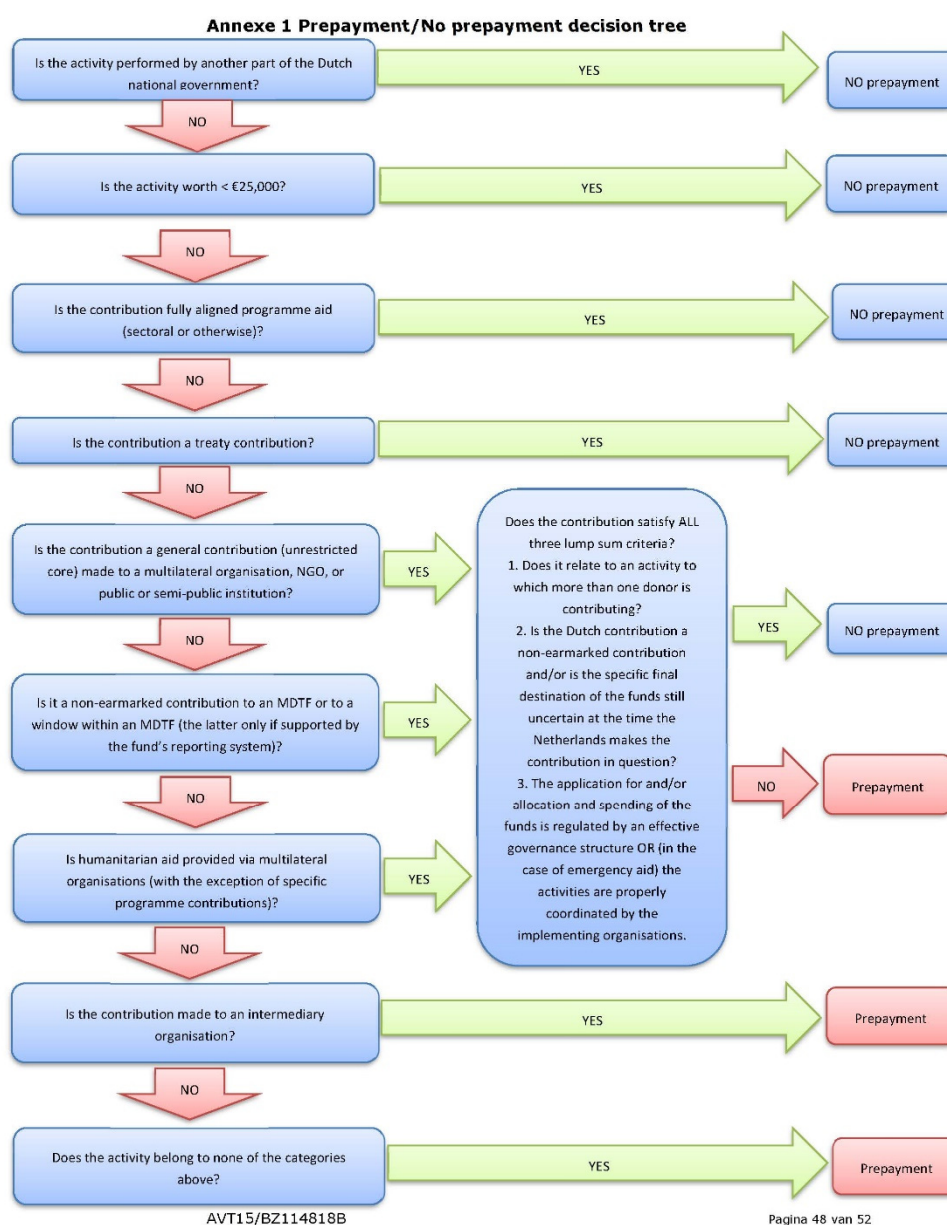 Annexe 1 Prepayment/No prepayment decision tree
Is the activity performed by another part of the Dutch
national government?
YES
NO prepayment
NO
Is the activity worth < €25,000?
YES
NO prepayment
NO
Is the contribution fully aligned programme aid
(sectoral or otherwise)?
YES
NO prepayment
NO
Is the contribution a treaty contribution?
YES
NO prepayment
NO
Is the contribution a general contribution (unrestricted
core) made to a multilateral organisation, NGO, or
public or semi-public institution?
YES
NO
Is it a non-earmarked contribution to an MDTF or to a
window within an MDTF (the latter only if supported by
the fund's reporting system)?
YES
NO
Is humanitarian aid provided via multilateral
organisations (with the exception of specific
programme contributions)?
YES
Does the contribution satisfy ALL
three lump sum criteria?
1. Does it relate to an activity to
which more than one donor is
contributing?
2. Is the Dutch contribution a
non-earmarked contribution
and/or is the specific final
destination of the funds still
uncertain at the time the
Netherlands makes the
contribution in question?
3. The application for and/or
allocation and spending of the
funds is regulated by an effective
governance structure OR (in the
case of emergency aid) the
activities are properly
coordinated by the
implementing organisations.
YES
NO prepayment
NO
Prepayment
NO
Is the contribution made to an intermediary
organisation?
YES
Prepayment
NO
Does the activity belong to none of the categories
above?
YES
Prepayment
AVT15/BZ114818B
Pagina 48 van 52